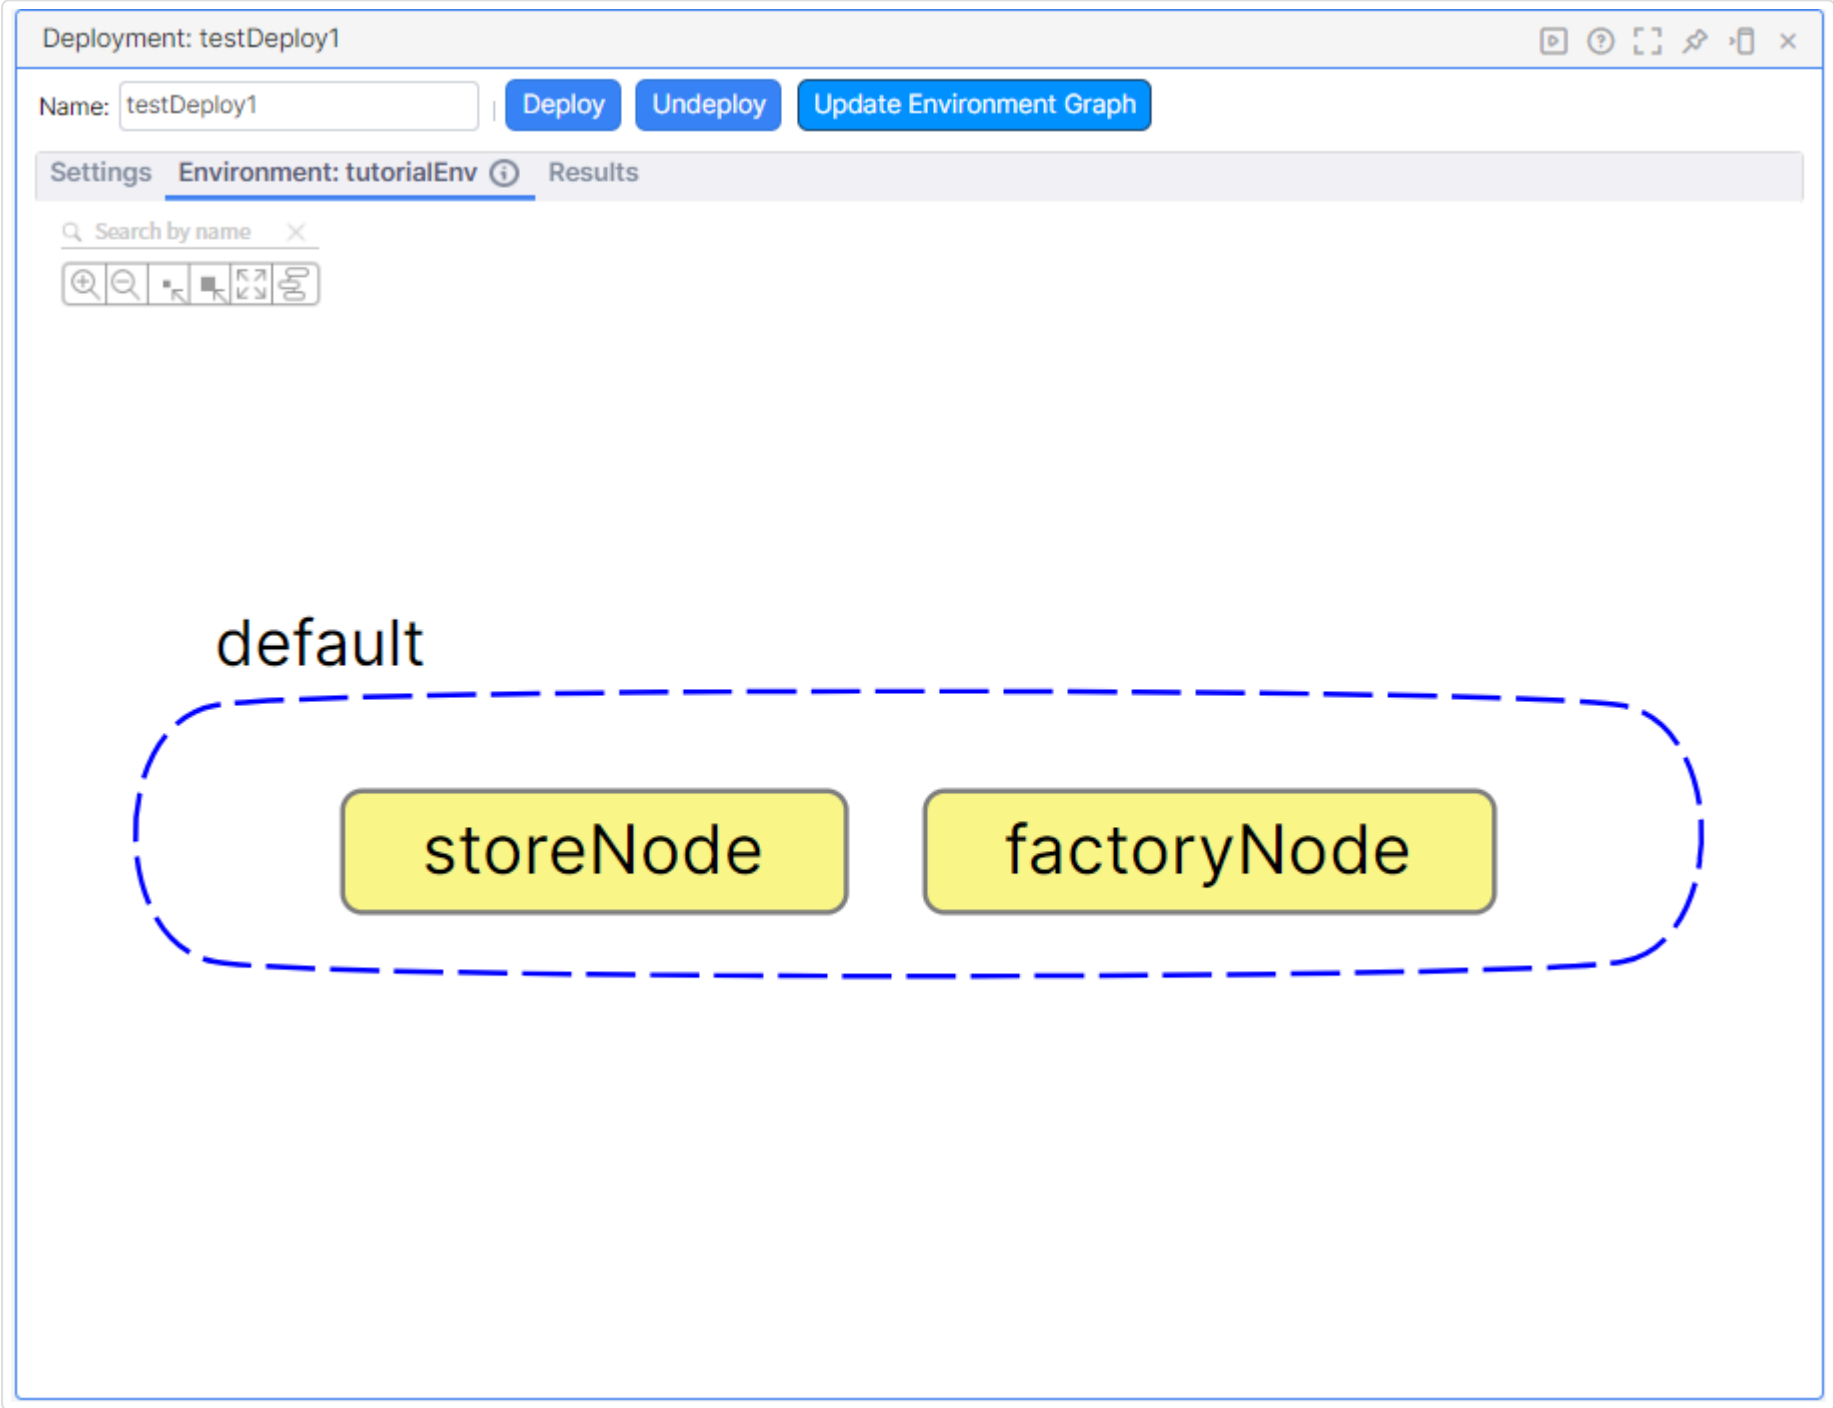 Deployment: testDeploy1
Name: testDeploy1 Deploy Undeploy Update Environment Graph
Settings Environment: tutorialEnv Results
Search by name
default
storeNode factoryNode